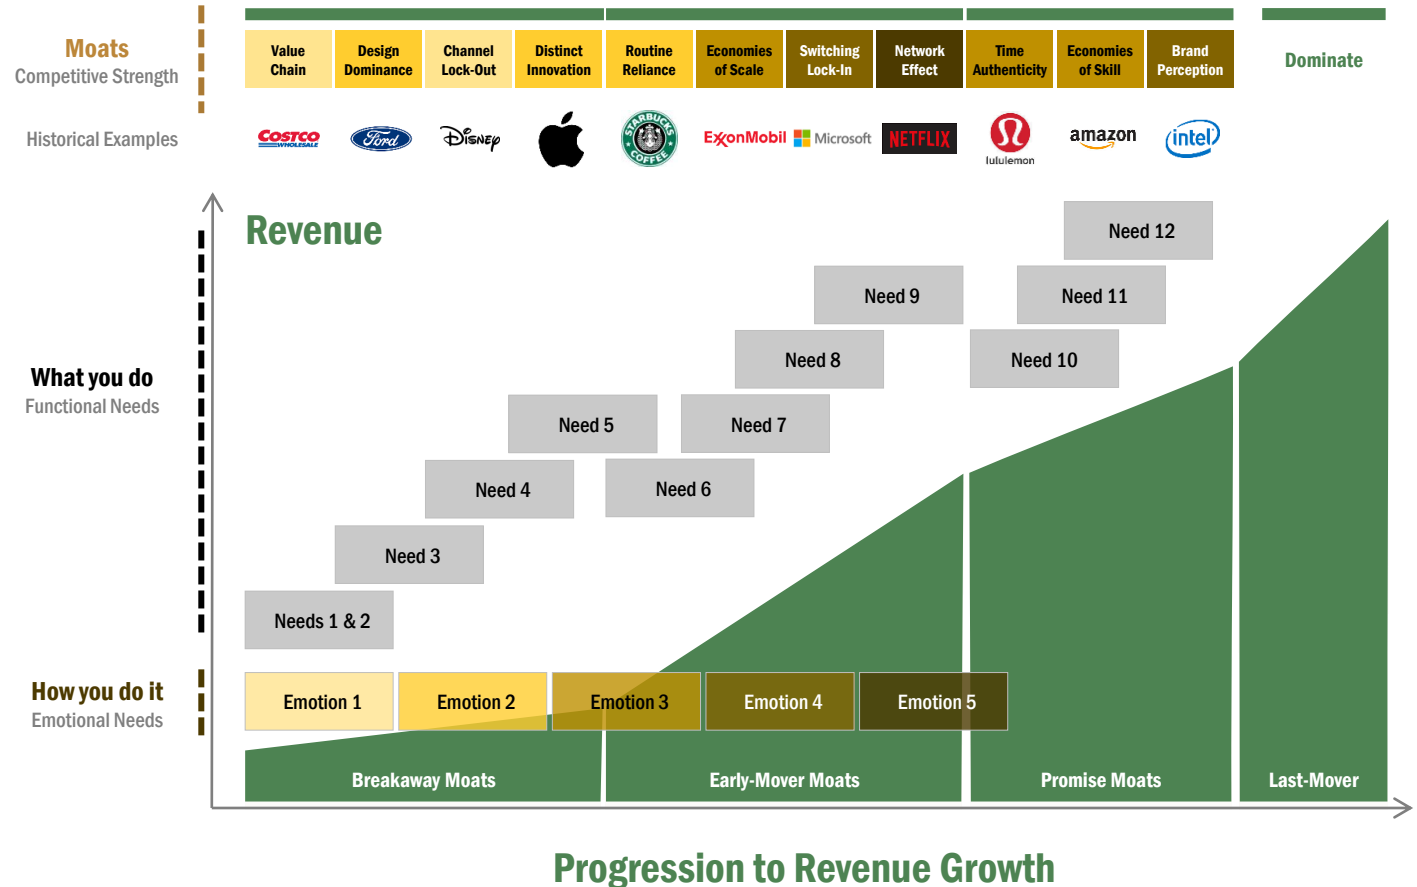 Moats
Competitive Strength
Value
Chain
Design
Dominance
Channel
Lock-Out
Distinct
Innovation
Routine
Reliance
Economies
of Scale
Switching
Lock-In
Network
Effect
Time
Authenticity
Economies
of Skill
Brand
Perception
Dominate
Historical Examples
COSTCO
WHOLESALE
Ford
Disney
STARBUCKS
COFFEE
ExxonMobil
Microsoft
NETFLIX
lululemon
amazon
intel
Revenue
Need 12
Need 9
Need 11
Need 8
Need 10
What you do
Functional Needs
Need 5
Need 7
Need 4
Need 6
Need 3
Needs 1 & 2
How you do it
Emotional Needs
Emotion 1
Emotion 2
Emotion 3
Emotion 4
Emotion 5
Breakaway Moats
Early-Mover Moats
Promise Moats
Last-Mover
Progression to Revenue Growth